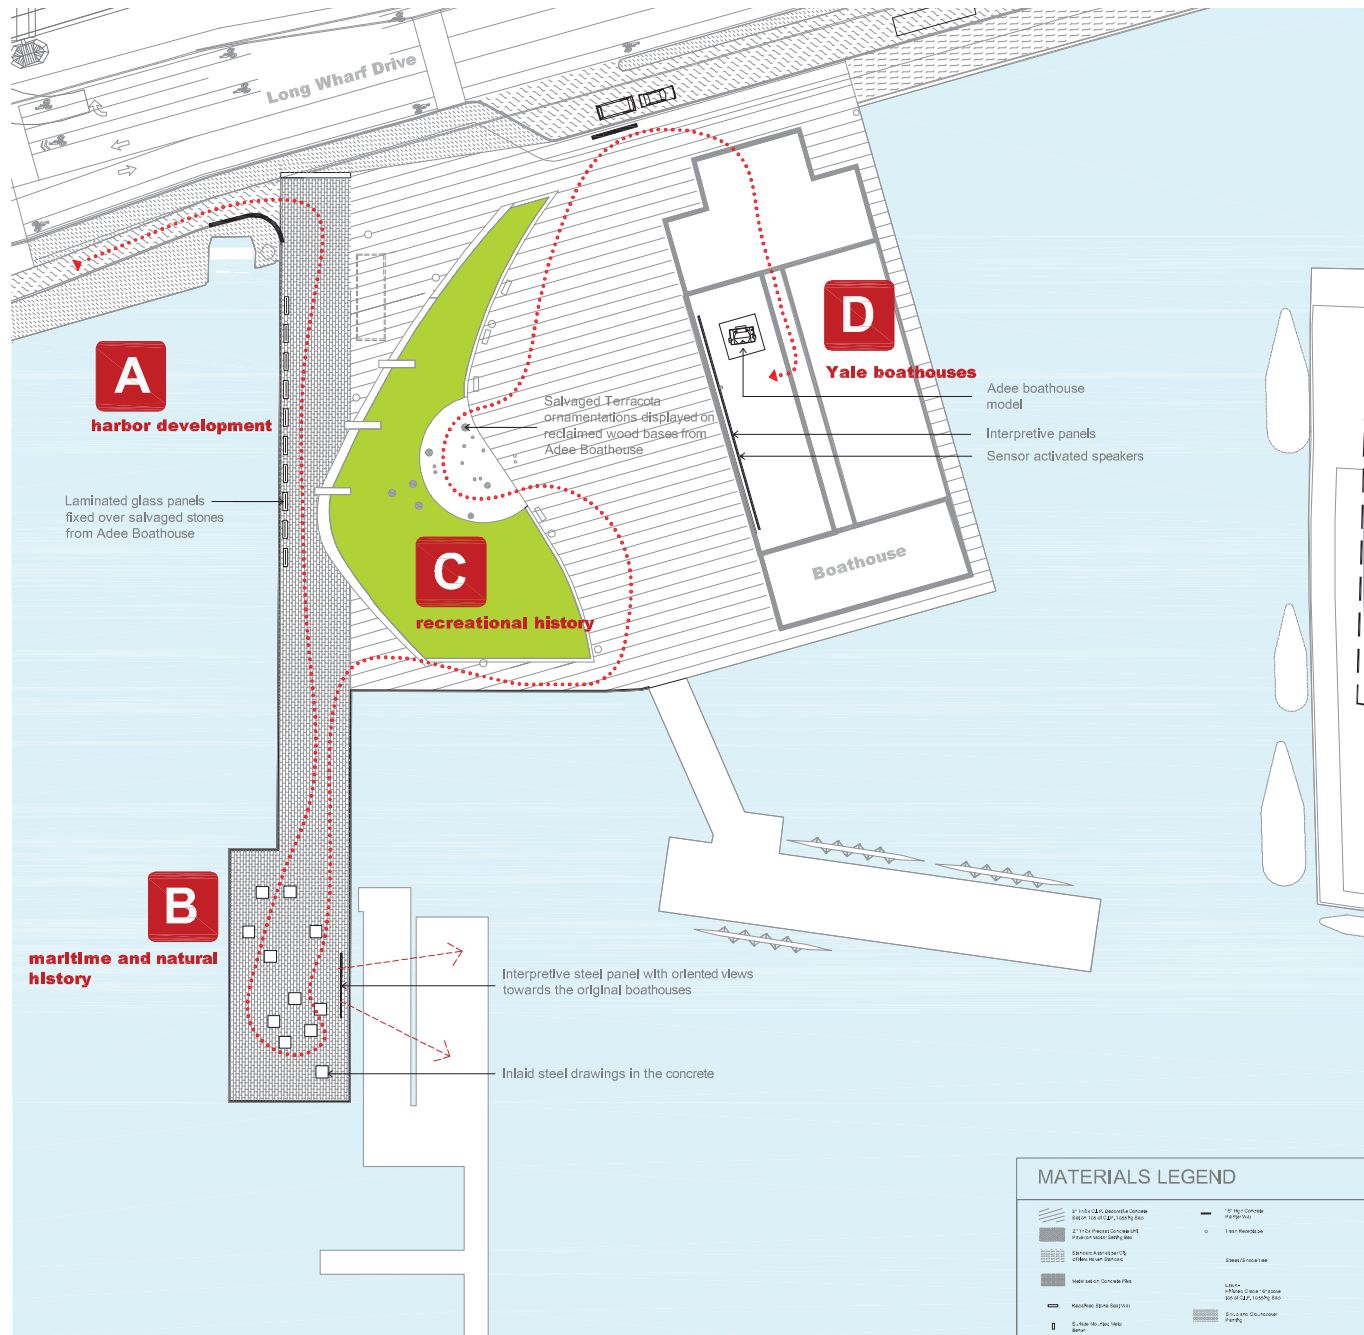 Long Wharf Drive
A
harbor development
Laminated glass panels
fixed over salvaged stones
from Adee Boathouse
Salvaged Terracota
ornamentations displayed on
reclaimed wood bases from
Adee Boathouse
C
recreational history
D
Yale boathouses
Adee boathouse
model
Interpretive panels
Sensor activated speakers
Boathouse
B
maritime and natural
history
Interpretive steel panel with oriented views
towards the original boathouses
Inlaid steel drawings in the concrete
MATERIALS LEGEND
Trash Receptacle